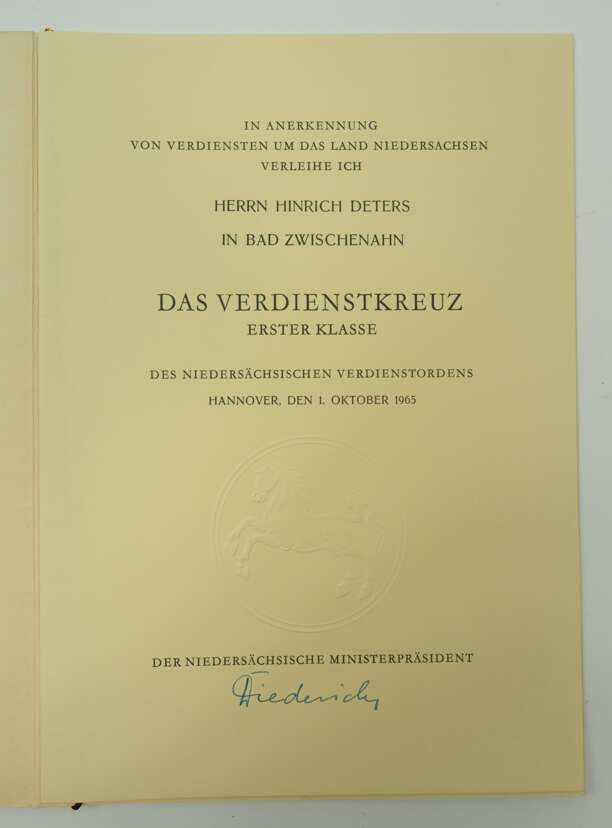 IN ANERKENNUNG
VON VERDIENSTEN UM DAS LAND NIEDERSACHSEN
VERLEIHE ICH
HERRN HINRICH DETERS
IN BAD ZWISCHENAHN
DAS VERDIENSTKREUZ
ERSTER KLASSE
DES NIEDERSÄCHSISCHEN VERDIENSTORDENS
HANNOVER, DEN 1. OKTOBER 1965
DER NIEDERSÄCHSISCHE MINISTERPRÄSIDENT
Diederichs